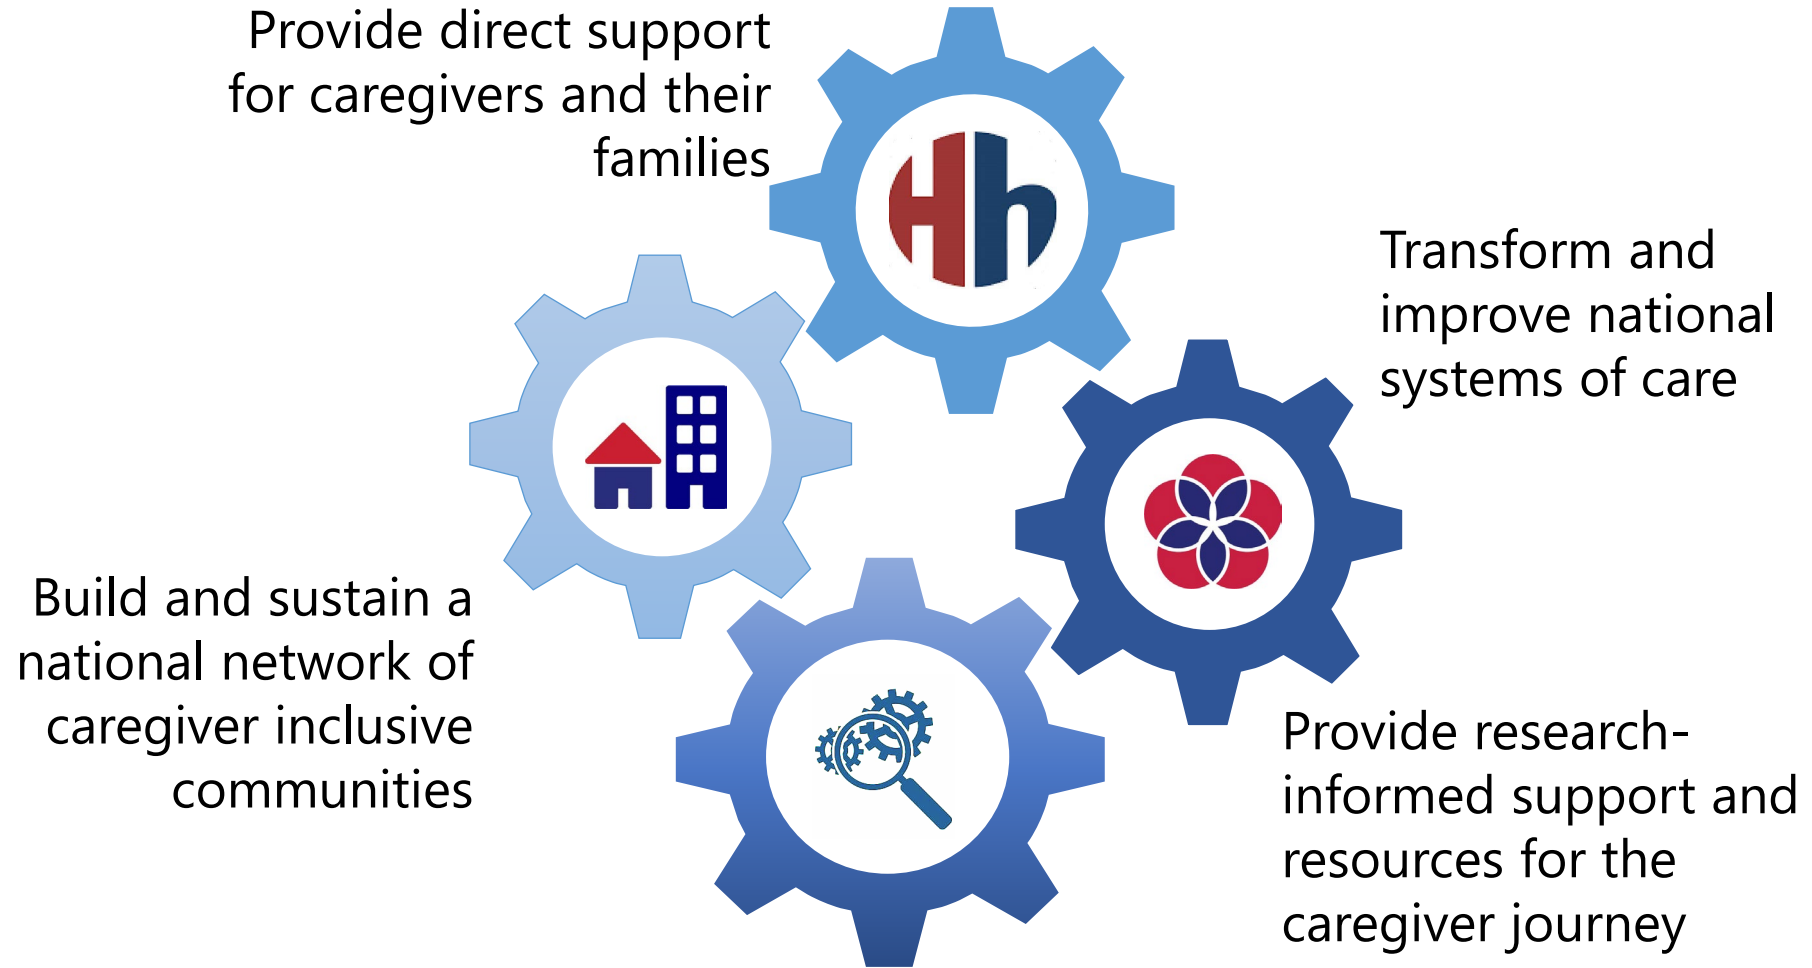 Provide direct support
for caregivers and their
families
Hh
Transform and
improve national
systems of care
Build and sustain a
national network of
caregiver inclusive
communities
Provide research-
informed support and
resources for the
caregiver journey